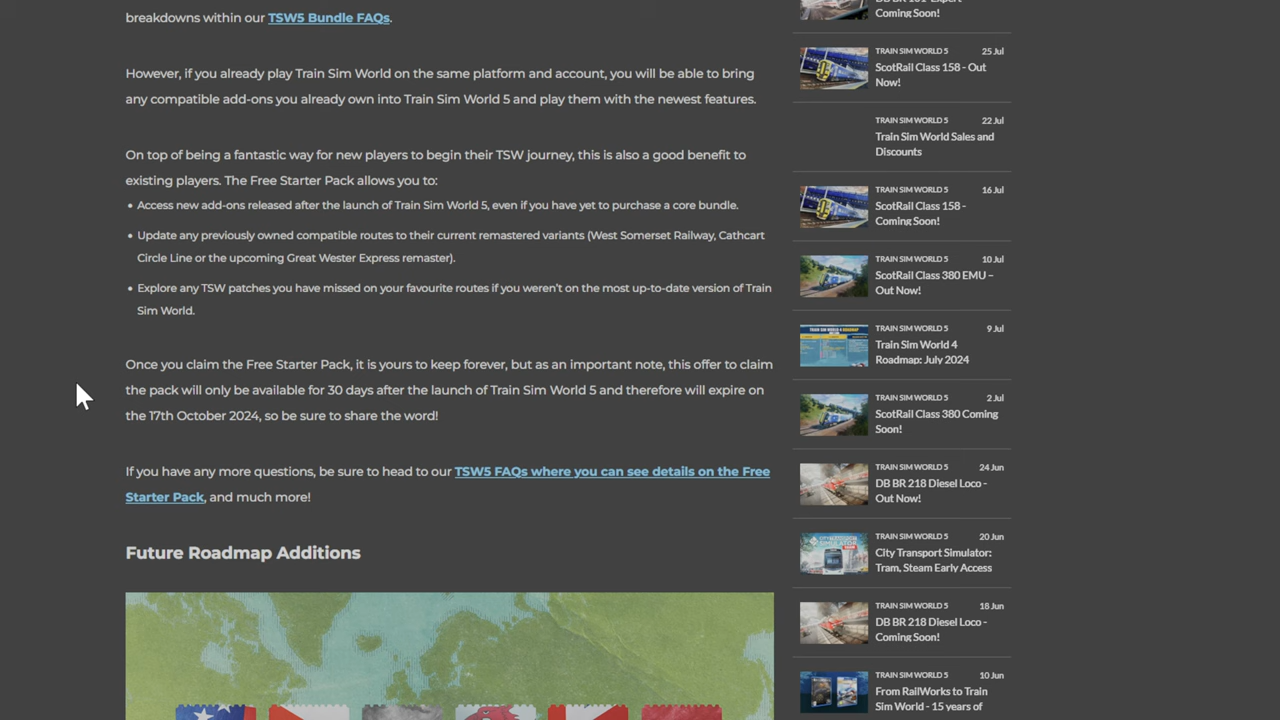 breakdowns within our TSW5 Bundle FAQs.
However, if you already play Train Sim World on the same platform and account, you will be able to bring
any compatible add-ons you already own into Train Sim World 5 and play them with the newest features.
On top of being a fantastic way for new players to begin their TSW journey, this is also a good benefit to
existing players. The Free Starter Pack allows you to:
• Access new add-ons released after the launch of Train Sim World 5, even if you have yet to purchase a core bundle.
• Update any previously owned compatible routes to their current remastered variants (West Somerset Railway, Cathcart
Circle Line or the upcoming Great Wester Express remaster).
• Explore any TSW patches you have missed on your favourite routes if you weren't on the most up-to-date version of Train
Sim World.
Once you claim the Free Starter Pack, it is yours to keep forever, but as an important note, this offer to claim
the pack will only be available for 30 days after the launch of Train Sim World 5 and therefore will expire on
the 17th October 2024, so be sure to share the word!
If you have any more questions, be sure to head to our TSW5 FAQs where you can see details on the Free
Starter Pack, and much more!
Future Roadmap Additions
Coming Soon!
TRAIN SIM WORLD 5 25 Jul
ScotRail Class 158 - Out
Now!
TRAIN SIM WORLD 5 22 Jul
Train Sim World Sales and
Discounts
TRAIN SIM WORLD 5 16 Jul
ScotRail Class 158 -
Coming Soon!
TRAIN SIM WORLD 5 10 Jul
ScotRail Class 380 EMU –
Out Now!
TRAIN SIM WORLD 5 9 Jul
Train Sim World 4
Roadmap: July 2024
TRAIN SIM WORLD 5 2 Jul
ScotRail Class 380 Coming
Soon!
TRAIN SIM WORLD 5 24 Jun
DB BR 218 Diesel Loco -
Out Now!
TRAIN SIM WORLD 5 20 Jun
City Transport Simulator:
Tram, Steam Early Access
TRAIN SIM WORLD 5 18 Jun
DB BR 218 Diesel Loco -
Coming Soon!
TRAIN SIM WORLD 5 10 Jun
From RailWorks to Train
Sim World - 15 years of